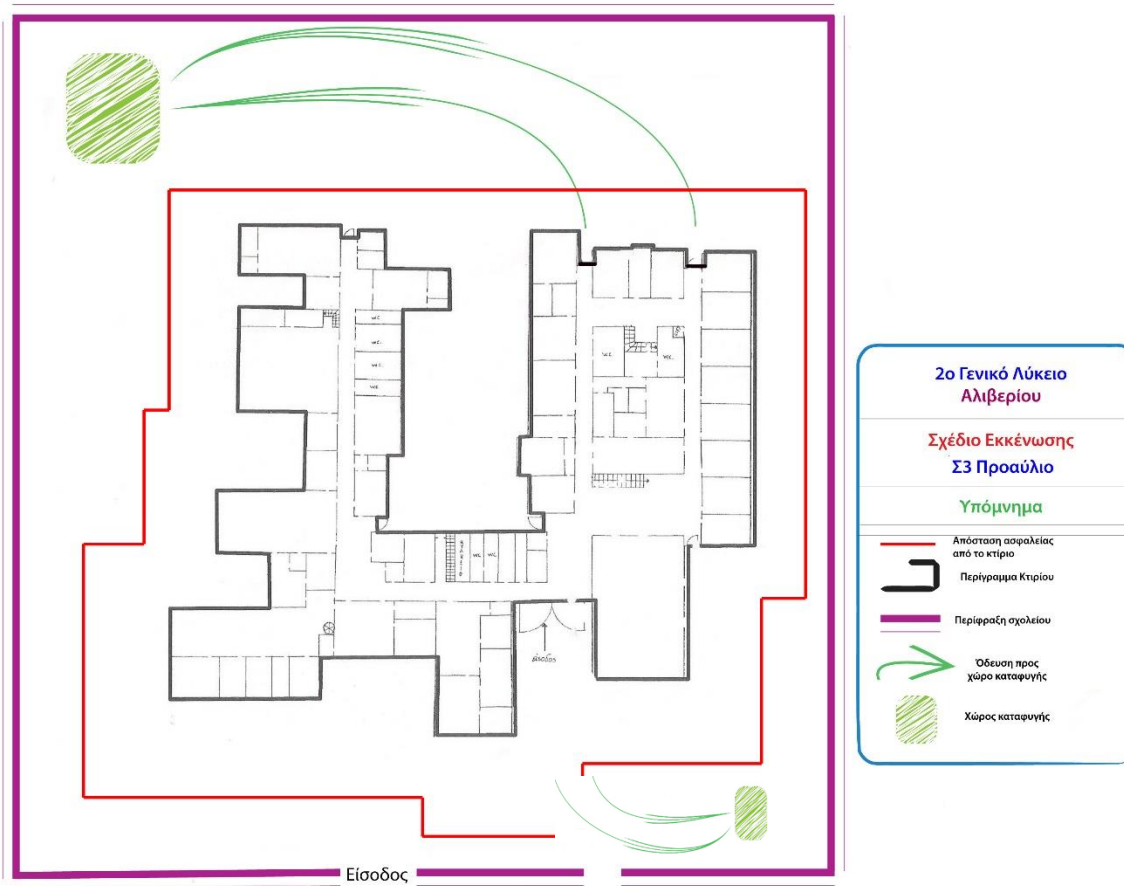 W.C.
W.C.
W.C.
W.C.
W.C.
W.C.
W.C.
W.C.
είσοδος
Είσοδος
2ο Γενικό Λύκειο
Αλιβερίου
Σχέδιο Εκκένωσης
Σ3 Προαύλιο
Υπόμνημα
Απόσταση ασφαλείας
από το κτίριο
Περίγραμμα Κτιρίου
Περίφραξη σχολείου
Όδευση προς
χώρο καταφυγής
Χώρος καταφυγής